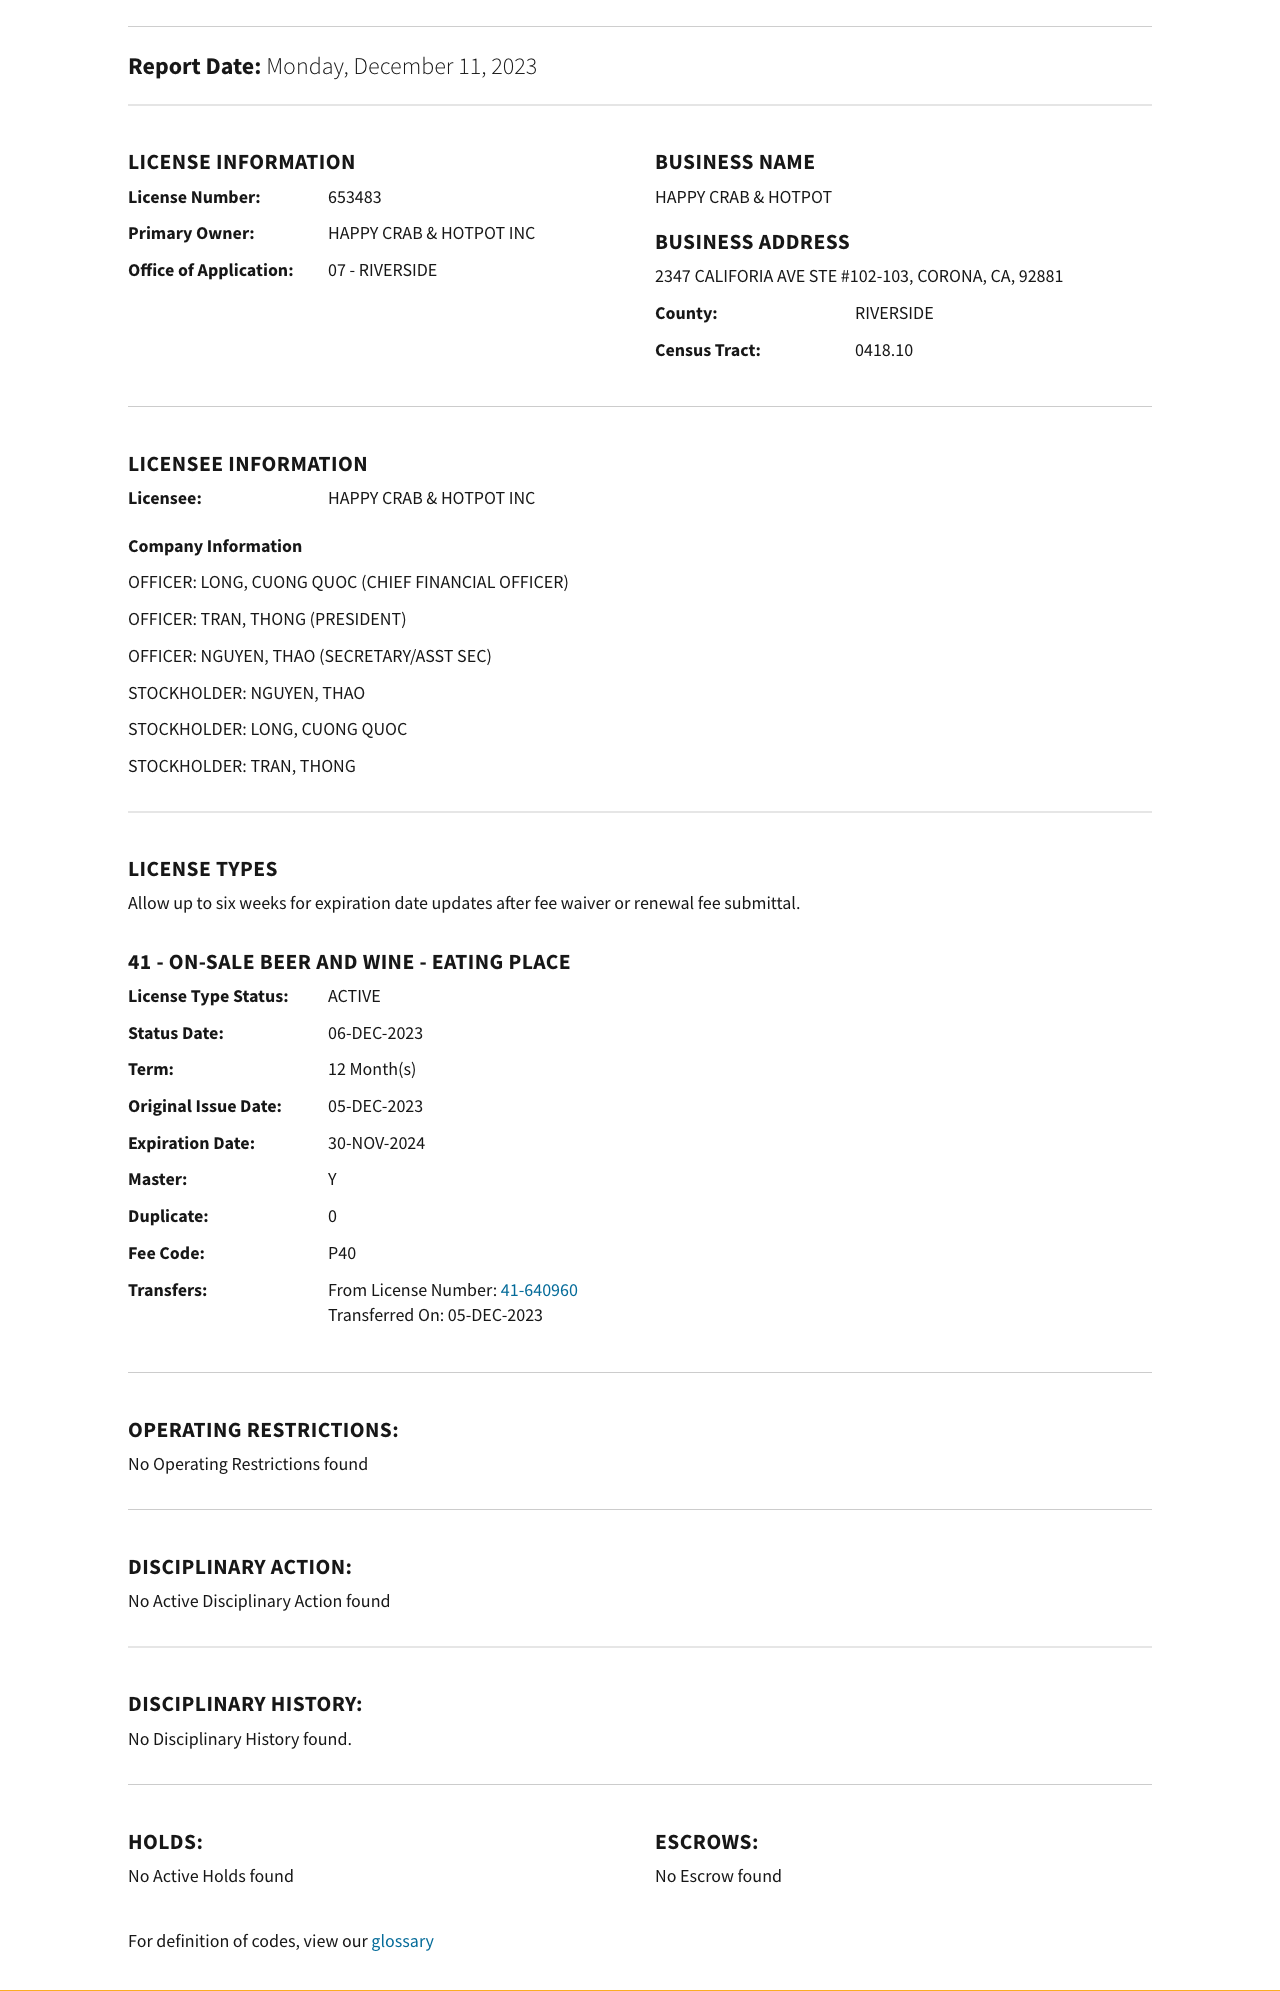 Report Date: Monday, December 11, 2023
LICENSE INFORMATION
License Number: 653483
Primary Owner: HAPPY CRAB & HOTPOT INC
Office of Application: 07 - RIVERSIDE
BUSINESS NAME
HAPPY CRAB & HOTPOT
BUSINESS ADDRESS
2347 CALIFORIA AVE STE #102-103, CORONA, CA, 92881
County: RIVERSIDE
Census Tract: 0418.10
LICENSEE INFORMATION
Licensee: HAPPY CRAB & HOTPOT INC
Company Information
OFFICER: LONG, CUONG QUOC (CHIEF FINANCIAL OFFICER)
OFFICER: TRAN, THONG (PRESIDENT)
OFFICER: NGUYEN, THAO (SECRETARY/ASST SEC)
STOCKHOLDER: NGUYEN, THAO
STOCKHOLDER: LONG, CUONG QUOC
STOCKHOLDER: TRAN, THONG
LICENSE TYPES
Allow up to six weeks for expiration date updates after fee waiver or renewal fee submittal.
41 - ON-SALE BEER AND WINE - EATING PLACE
License Type Status: ACTIVE
Status Date: 06-DEC-2023
Term: 12 Month(s)
Original Issue Date: 05-DEC-2023
Expiration Date: 30-NOV-2024
Master: Y
Duplicate: 0
Fee Code: P40
Transfers: From License Number: 41-640960
Transferred On: 05-DEC-2023
OPERATING RESTRICTIONS:
No Operating Restrictions found
DISCIPLINARY ACTION:
No Active Disciplinary Action found
DISCIPLINARY HISTORY:
No Disciplinary History found.
HOLDS:
No Active Holds found
ESCROWS:
No Escrow found
For definition of codes, view our glossary